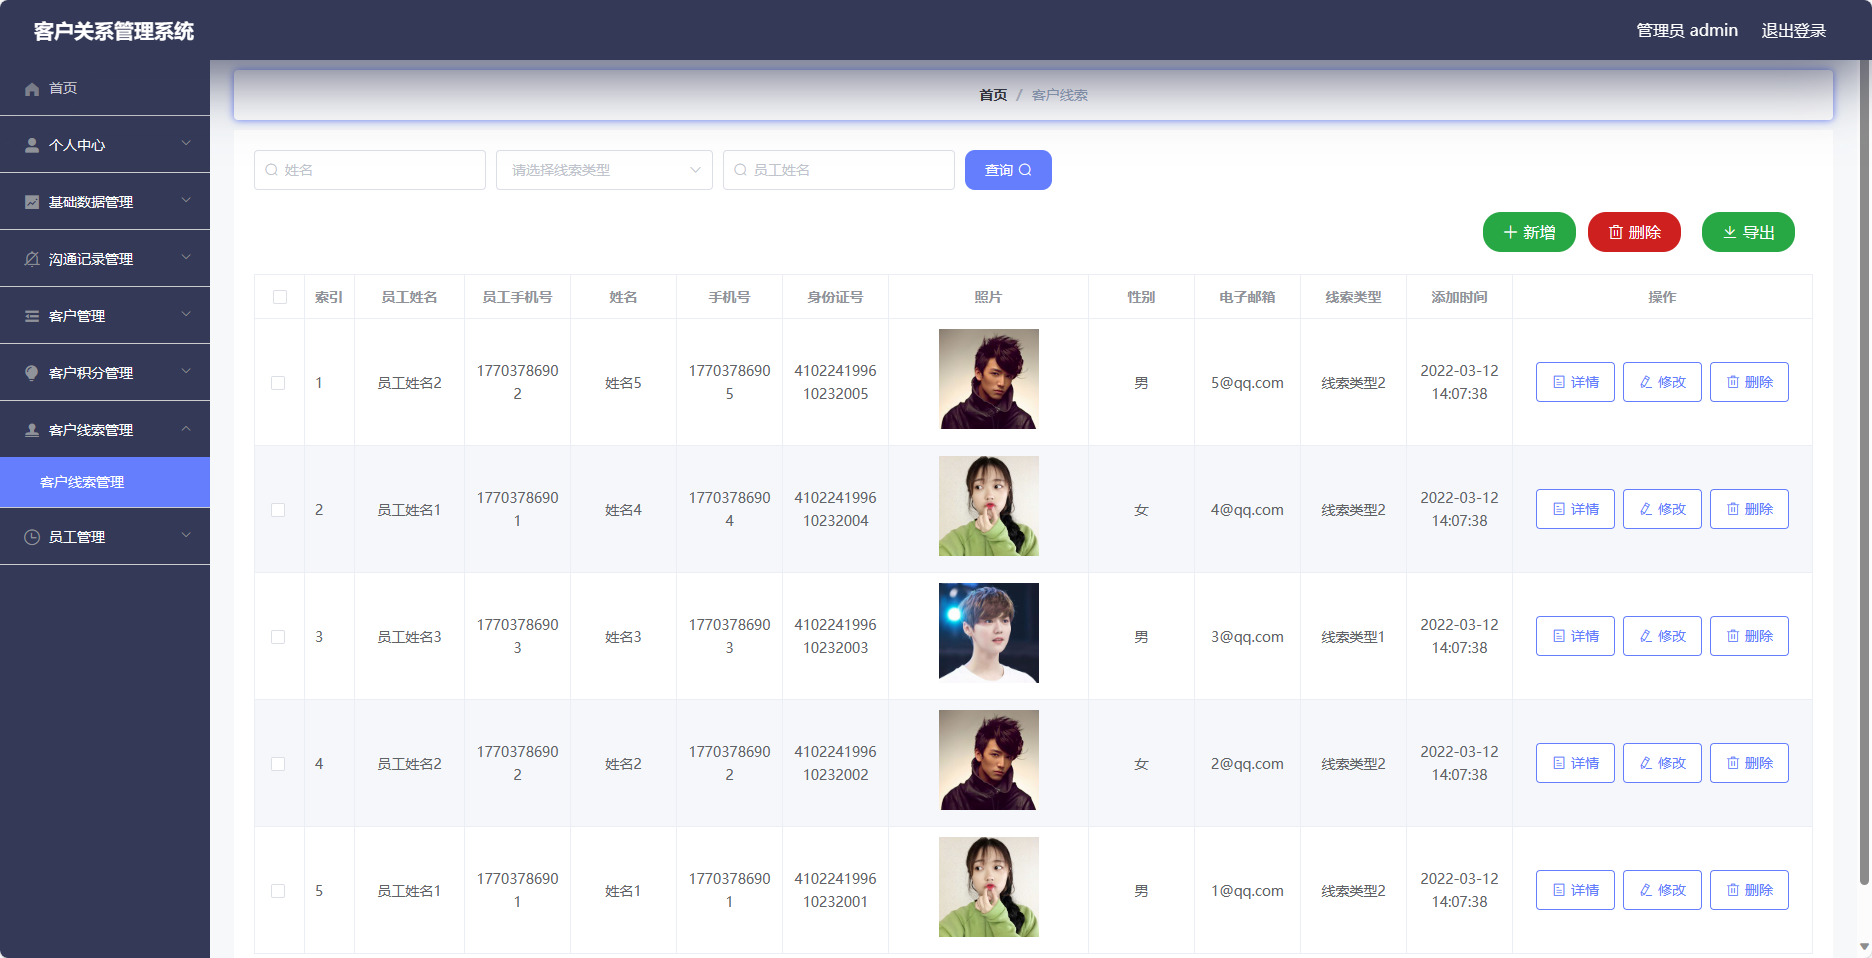 客户关系管理系统
管理员 admin 退出登录
首页
个人中心
基础数据管理
沟通记录管理
客户管理
客户积分管理
客户线索管理
客户线索管理
员工管理
首页 / 客户线索
姓名 请选择线索类型 员工姓名 查询
新增 删除 导出
索引 员工姓名 员工手机号 姓名 手机号 身份证号 照片 性别 电子邮箱 线索类型 添加时间 操作
1 员工姓名2 17703786902 姓名5 17703786905 410224199610232005 男 5@qq.com 线索类型2 2022-03-12 14:07:38 详情 修改 删除
2 员工姓名1 17703786901 姓名4 17703786904 410224199610232004 女 4@qq.com 线索类型2 2022-03-12 14:07:38 详情 修改 删除
3 员工姓名3 17703786903 姓名3 17703786903 410224199610232003 男 3@qq.com 线索类型1 2022-03-12 14:07:38 详情 修改 删除
4 员工姓名2 17703786902 姓名2 17703786902 410224199610232002 女 2@qq.com 线索类型2 2022-03-12 14:07:38 详情 修改 删除
5 员工姓名1 17703786901 姓名1 17703786901 410224199610232001 男 1@qq.com 线索类型2 2022-03-12 14:07:38 详情 修改 删除